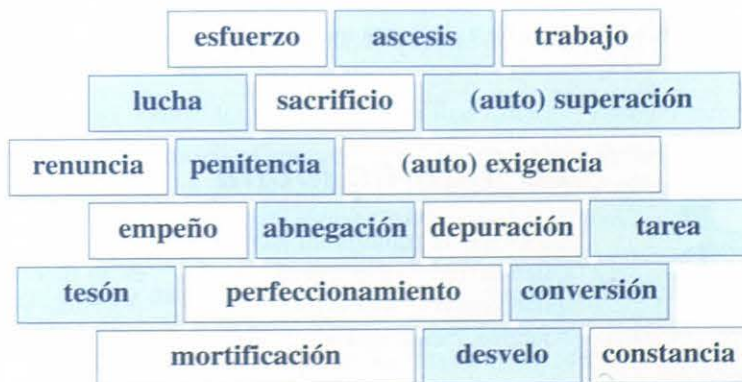 esfuerzo ascesis trabajo
lucha sacrificio (auto) superación
renuncia penitencia (auto) exigencia
empeño abnegación depuración tarea
tesón perfeccionamiento conversión
mortificación desvelo constancia